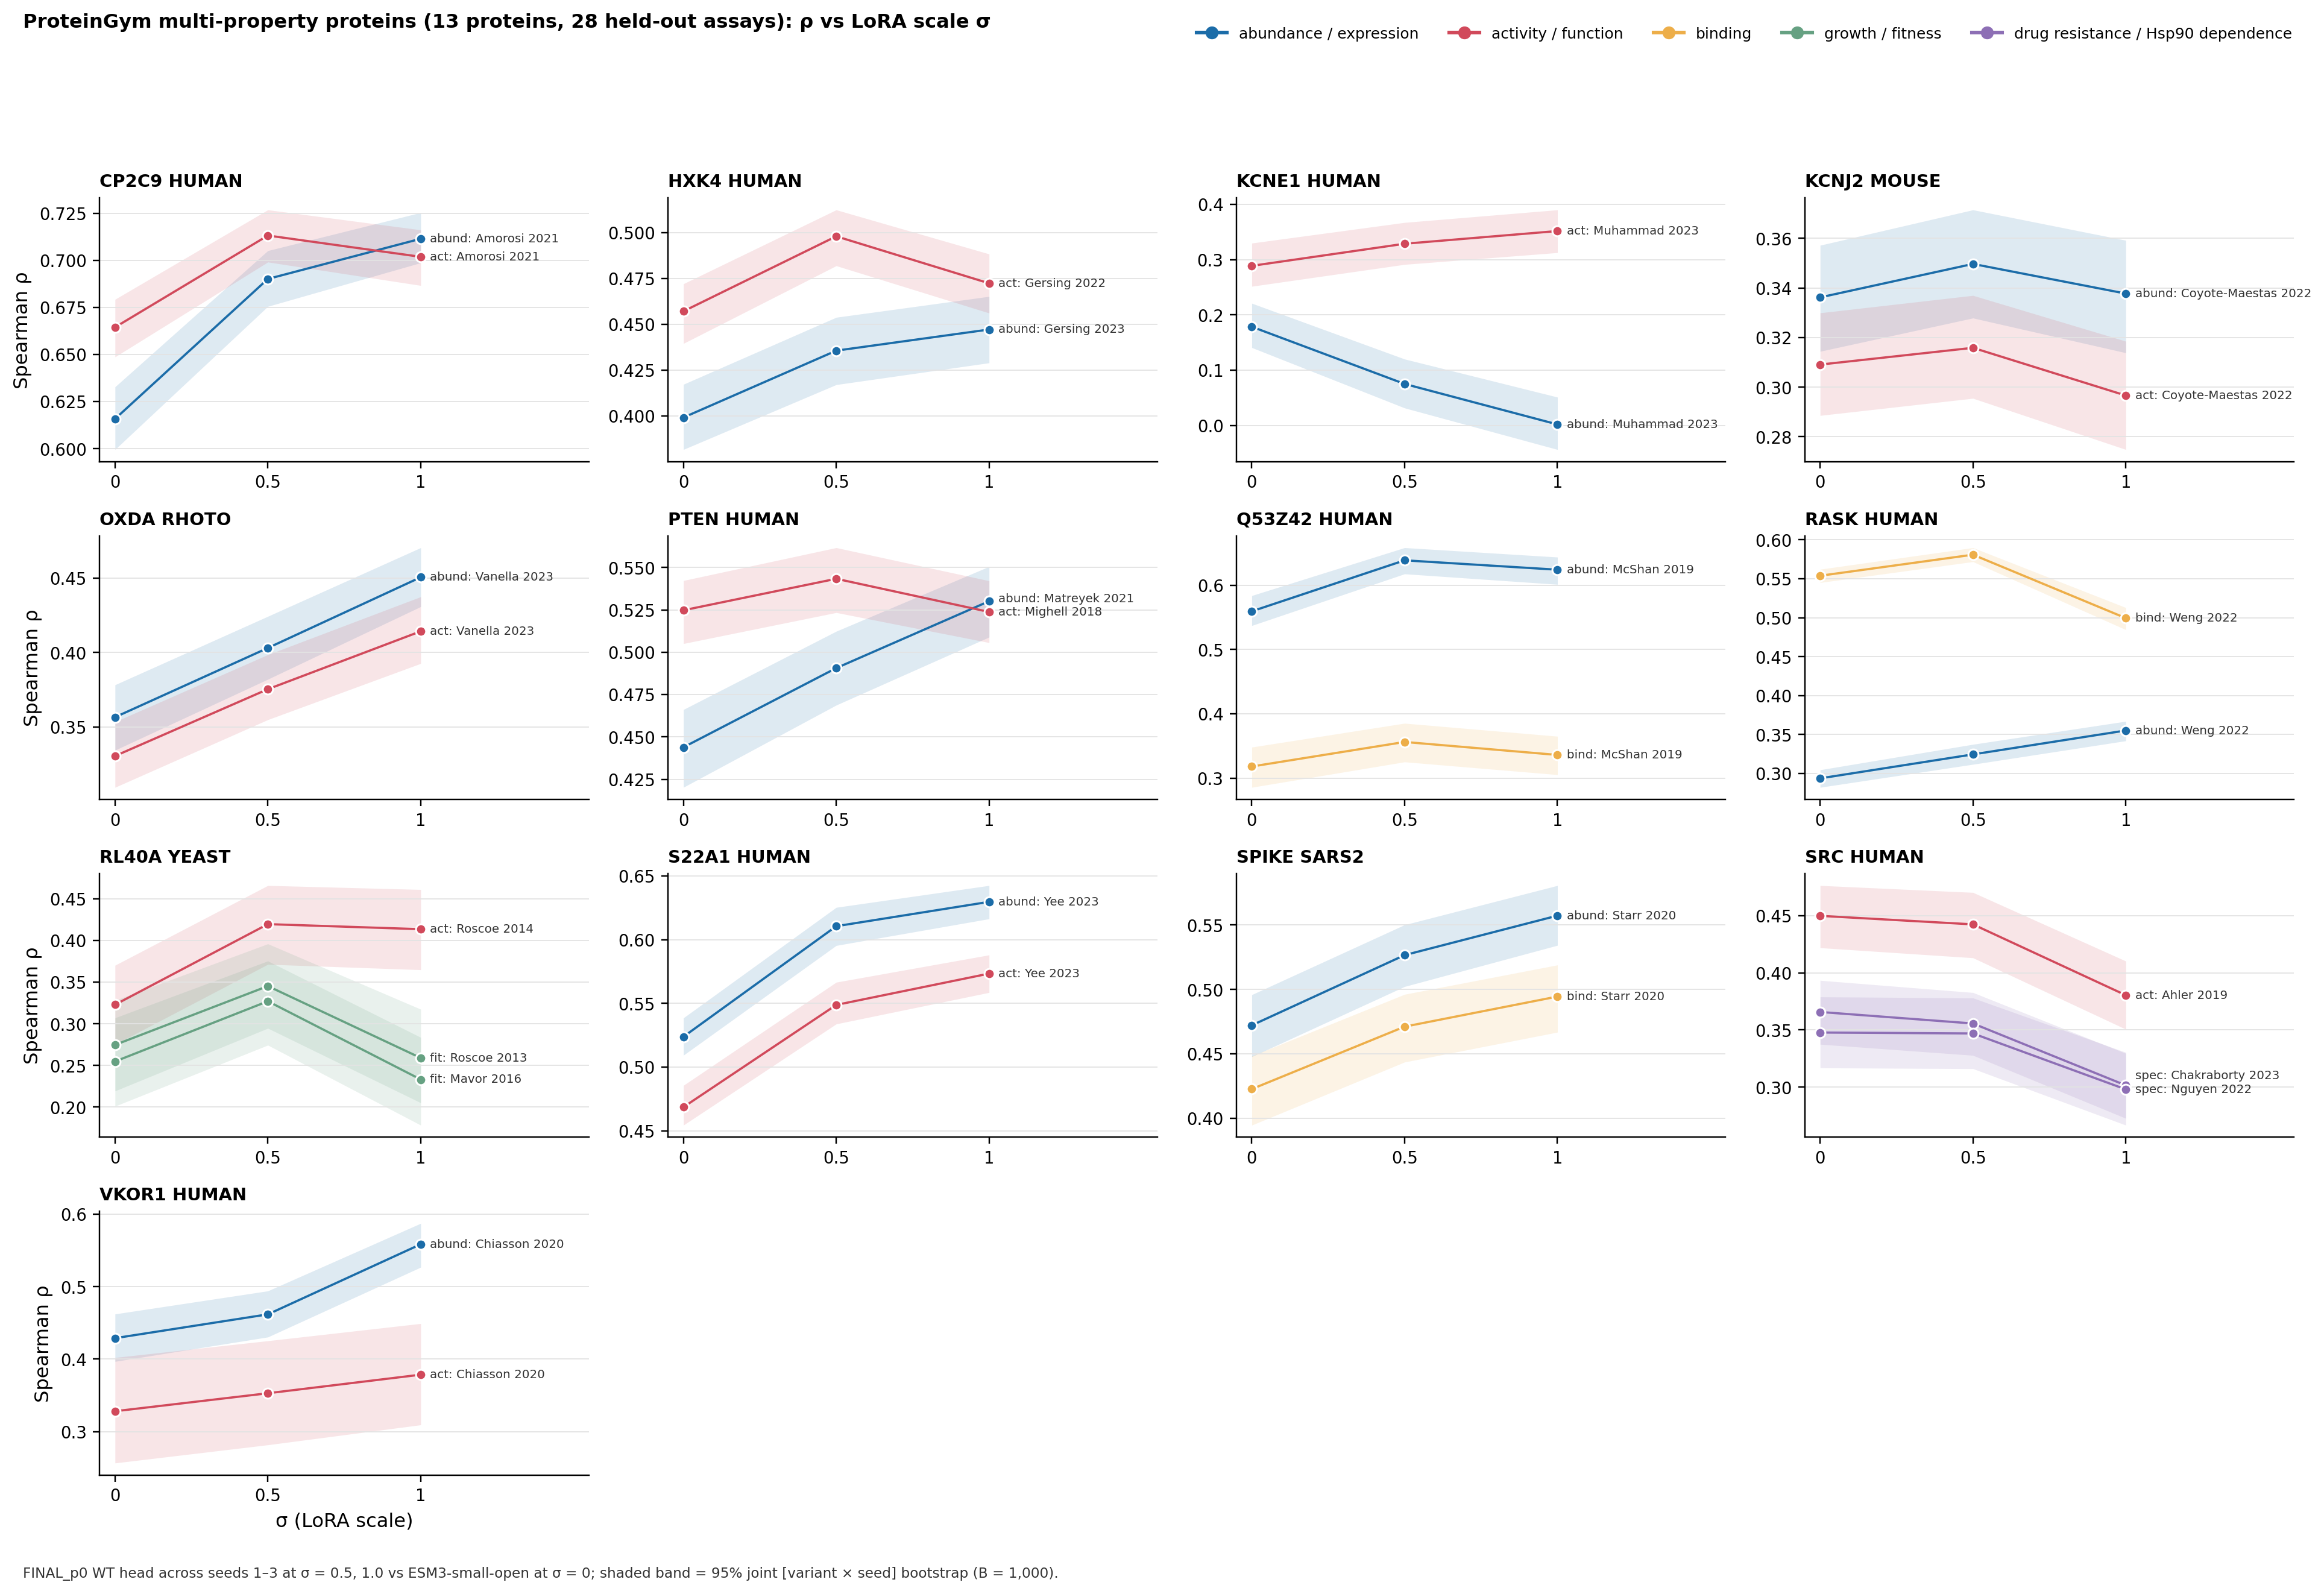 ProteinGym multi-property proteins (13 proteins, 28 held-out assays): ρ vs LoRA scale σ
abundance / expression
activity / function
binding
growth / fitness
drug resistance / Hsp90 dependence
CP2C9 HUMAN
Spearman ρ
0.725
0.700
0.675
0.650
0.625
0.600
abund: Amorosi 2021
act: Amorosi 2021
0 0.5 1
HXK4 HUMAN
0.500
0.475
0.450
0.425
0.400
act: Gersing 2022
abund: Gersing 2023
0 0.5 1
KCNE1 HUMAN
0.4
0.3
0.2
0.1
0.0
act: Muhammad 2023
abund: Muhammad 2023
0 0.5 1
KCNJ2 MOUSE
0.36
0.34
0.32
0.30
0.28
abund: Coyote-Maestas 2022
act: Coyote-Maestas 2022
0 0.5 1
OXDA RHOTO
Spearman ρ
0.45
0.40
0.35
abund: Vanella 2023
act: Vanella 2023
0 0.5 1
PTEN HUMAN
0.550
0.525
0.500
0.475
0.450
0.425
abund: Matreyek 2021
act: Mighell 2018
0 0.5 1
Q53Z42 HUMAN
0.6
0.5
0.4
0.3
abund: McShan 2019
bind: McShan 2019
0 0.5 1
RASK HUMAN
0.60
0.55
0.50
0.45
0.40
0.35
0.30
bind: Weng 2022
abund: Weng 2022
0 0.5 1
RL40A YEAST
Spearman ρ
0.45
0.40
0.35
0.30
0.25
0.20
act: Roscoe 2014
fit: Roscoe 2013
fit: Mavor 2016
0 0.5 1
S22A1 HUMAN
0.65
0.60
0.55
0.50
0.45
abund: Yee 2023
act: Yee 2023
0 0.5 1
SPIKE SARS2
0.55
0.50
0.45
0.40
abund: Starr 2020
bind: Starr 2020
0 0.5 1
SRC HUMAN
0.45
0.40
0.35
0.30
act: Ahler 2019
spec: Chakraborty 2023
spec: Nguyen 2022
0 0.5 1
VKOR1 HUMAN
Spearman ρ
0.6
0.5
0.4
0.3
abund: Chiasson 2020
act: Chiasson 2020
0 0.5 1
σ (LoRA scale)
FINAL_p0 WT head across seeds 1–3 at σ = 0.5, 1.0 vs ESM3-small-open at σ = 0; shaded band = 95% joint [variant × seed] bootstrap (B = 1,000).